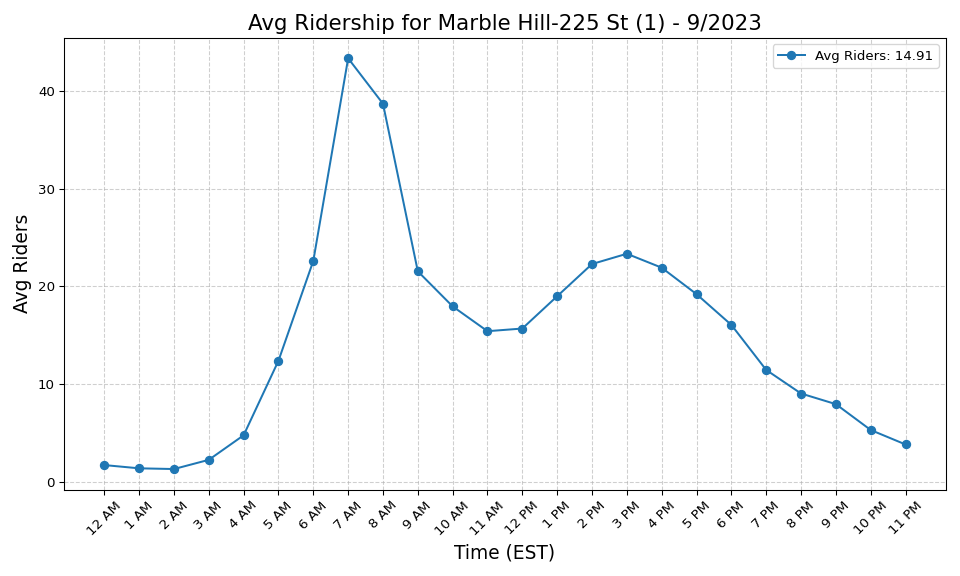 Avg Ridership for Marble Hill-225 St (1) - 9/2023
Avg Riders: 14.91
Avg Riders
40
30
20
10
0
12 AM
1 AM
2 AM
3 AM
4 AM
5 AM
6 AM
7 AM
8 AM
9 AM
10 AM
11 AM
12 PM
1 PM
2 PM
3 PM
4 PM
5 PM
6 PM
7 PM
8 PM
9 PM
10 PM
11 PM
Time (EST)